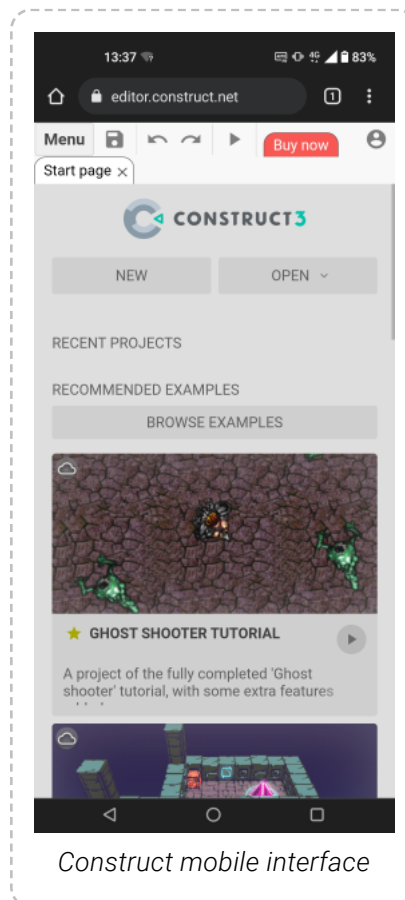 13:37 4G 83%
editor.construct.net 1
Menu Buy now
Start page ×
CONSTRUCT3
NEW OPEN
RECENT PROJECTS
RECOMMENDED EXAMPLES
BROWSE EXAMPLES
GHOST SHOOTER TUTORIAL
A project of the fully completed 'Ghost
shooter' tutorial, with some extra features
Construct mobile interface